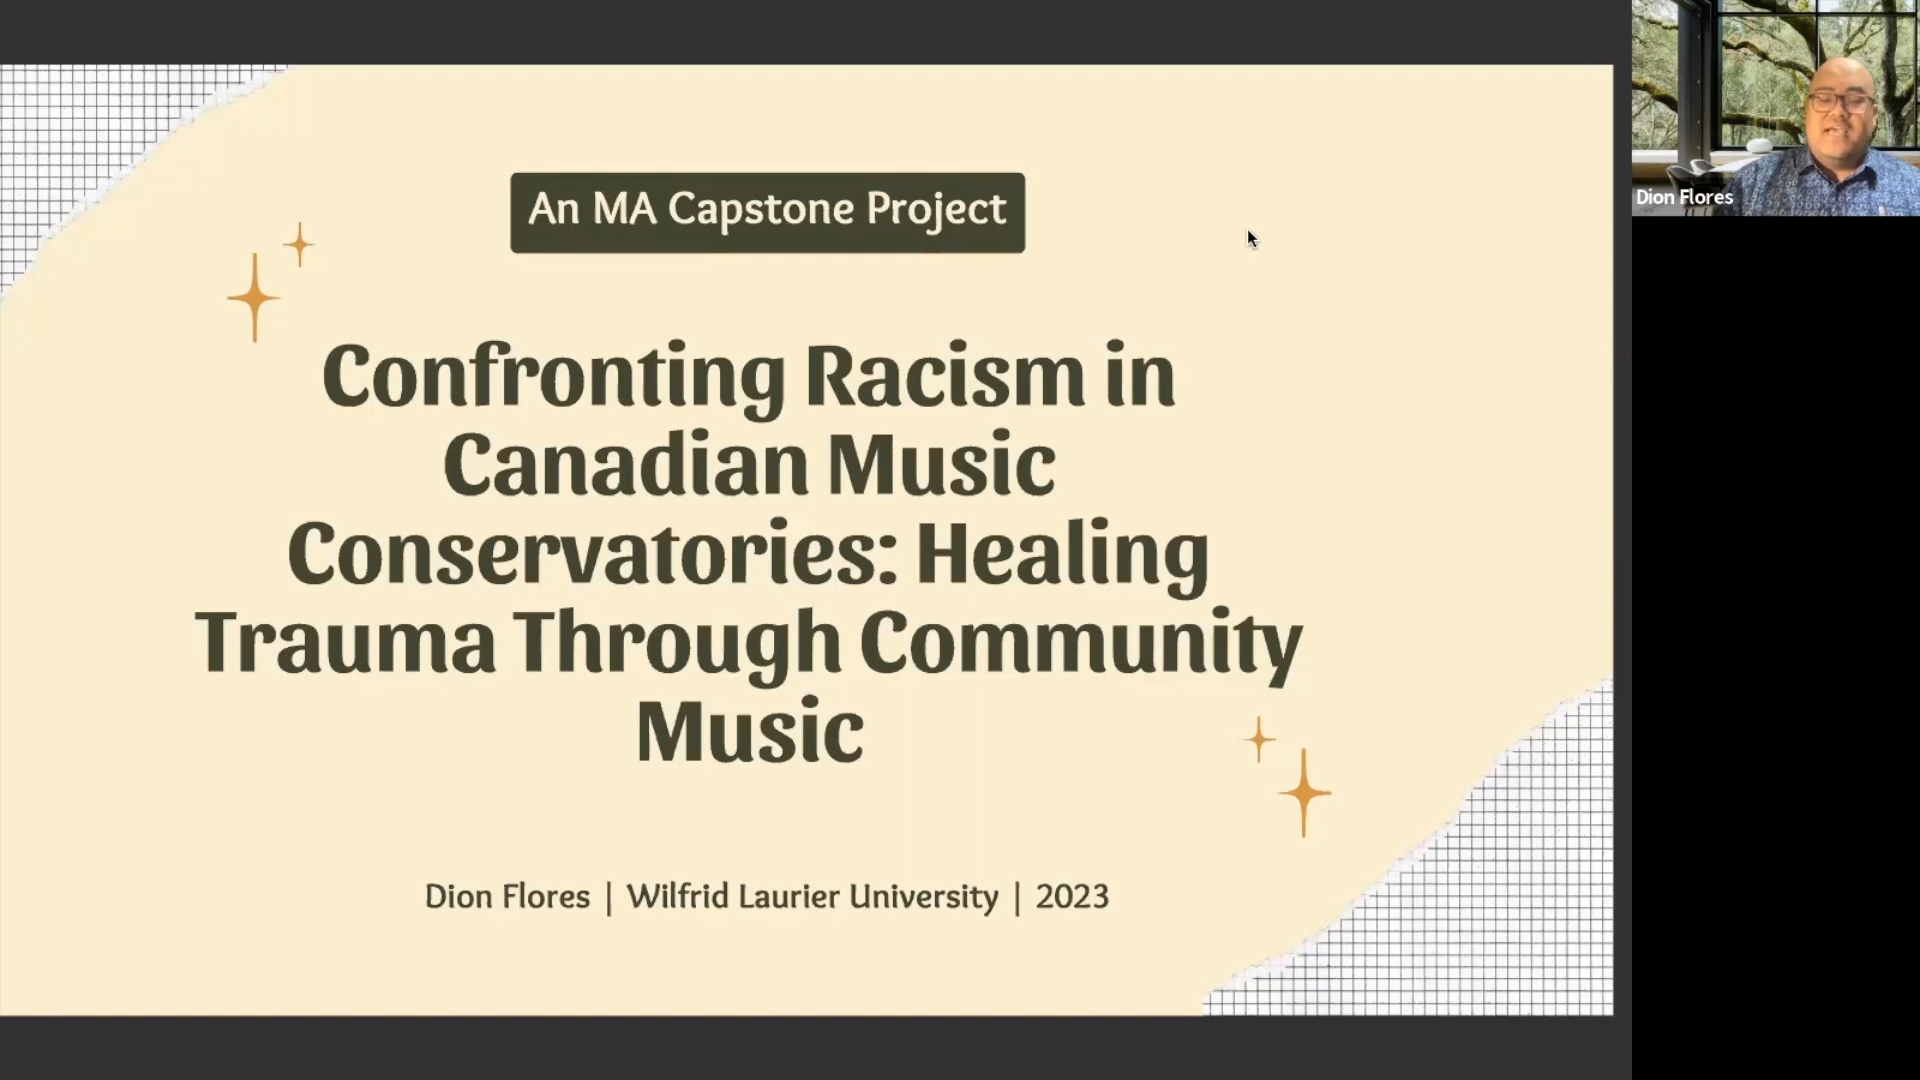 An MA Capstone Project
Confronting Racism in
Canadian Music
Conservatories: Healing
Trauma Through Community
Music
Dion Flores | Wilfrid Laurier University | 2023
Dion Flores